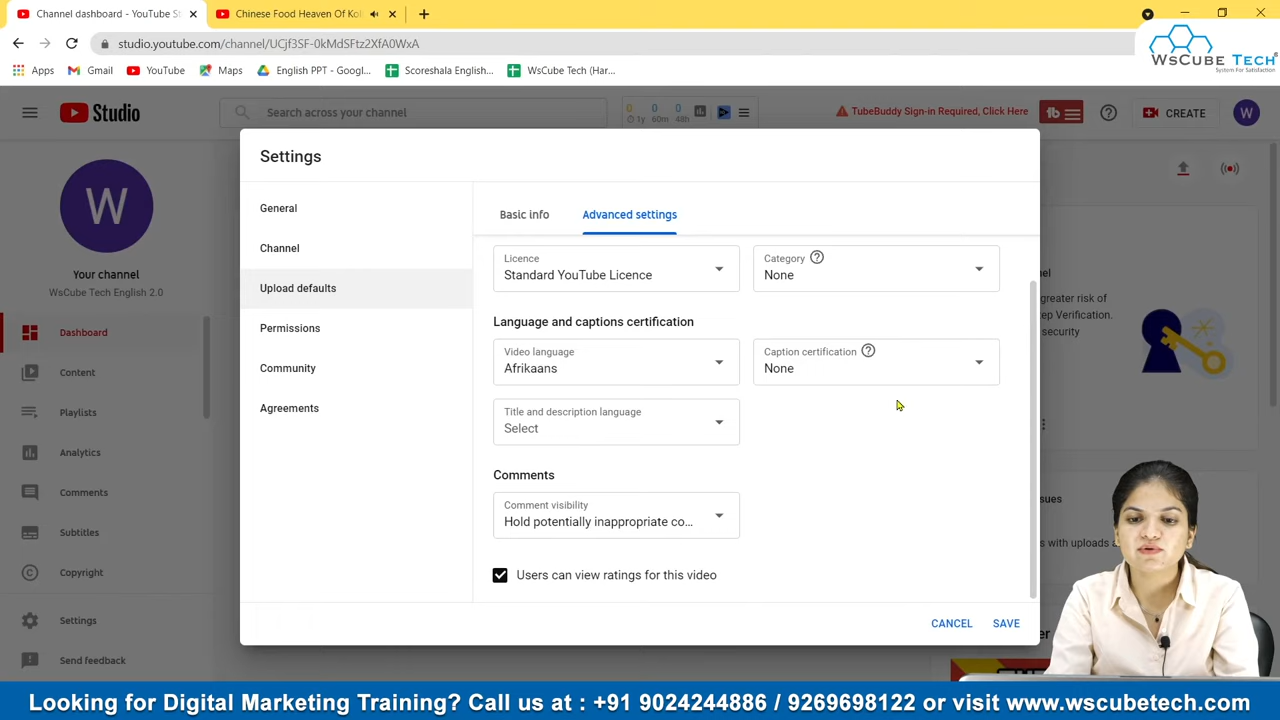 Channel dashboard - YouTube S
Chinese Food Heaven Of Kol
studio.youtube.com/channel/UCjf3SF-0kMdSFtz2XfA0WxA
Apps
Gmail
YouTube
Maps
English PPT - Googl...
Scoreshala English...
WsCube Tech (Har...
WsCUBE TECH
System For Satisfaction
Studio
Search across your channel
0 0 0
1y 60m 48h
TubeBuddy Sign-in Required, Click Here
tb
CREATE
W
W
Your channel
WsCube Tech English 2.0
Dashboard
Content
Playlists
Analytics
Comments
Subtitles
Copyright
Settings
Send feedback
Settings
General
Channel
Upload defaults
Permissions
Community
Agreements
Basic info
Advanced settings
Licence
Standard YouTube Licence
Category
None
Language and captions certification
Video language
Afrikaans
Caption certification
None
Title and description language
Select
Comments
Comment visibility
Hold potentially inappropriate co...
Users can view ratings for this video
CANCEL
SAVE
nel
greater risk of
tep Verification.
security
sues
s with uploads a
er
Looking for Digital Marketing Training? Call us at : +91 9024244886 / 9269698122 or visit www.wscubetech.com